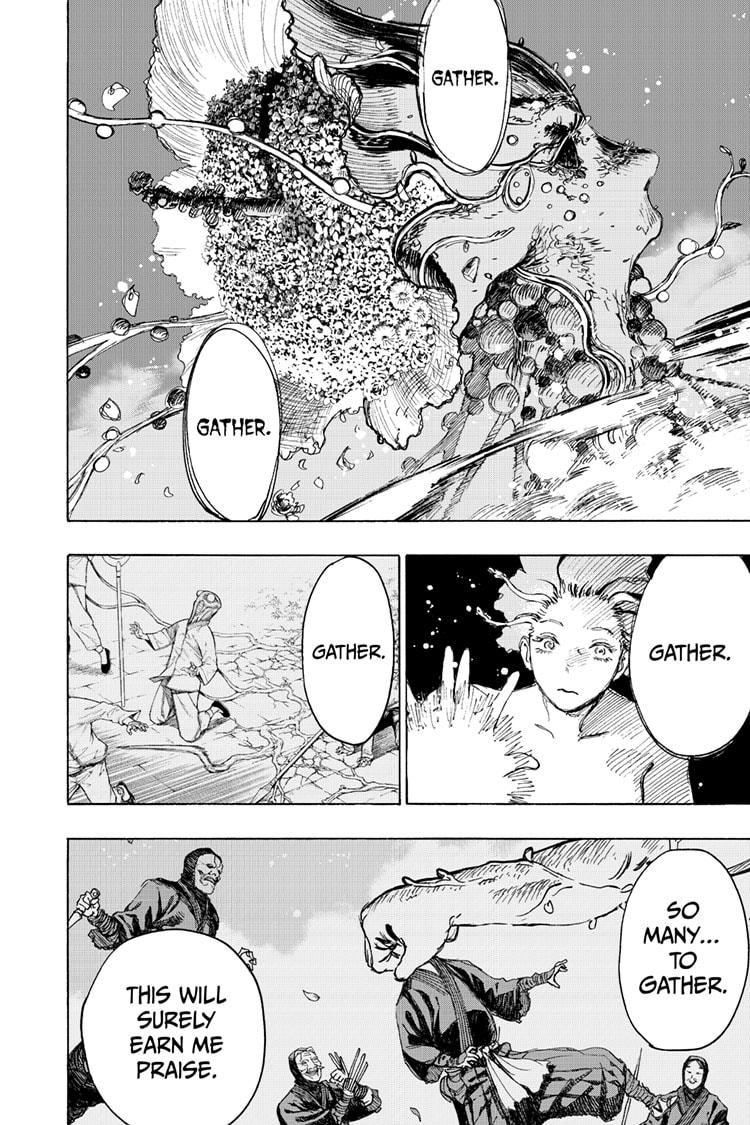 GATHER.
GATHER.
GATHER.
GATHER.
SO
MANY...
TO
GATHER.
THIS WILL
SURELY
EARN ME
PRAISE.